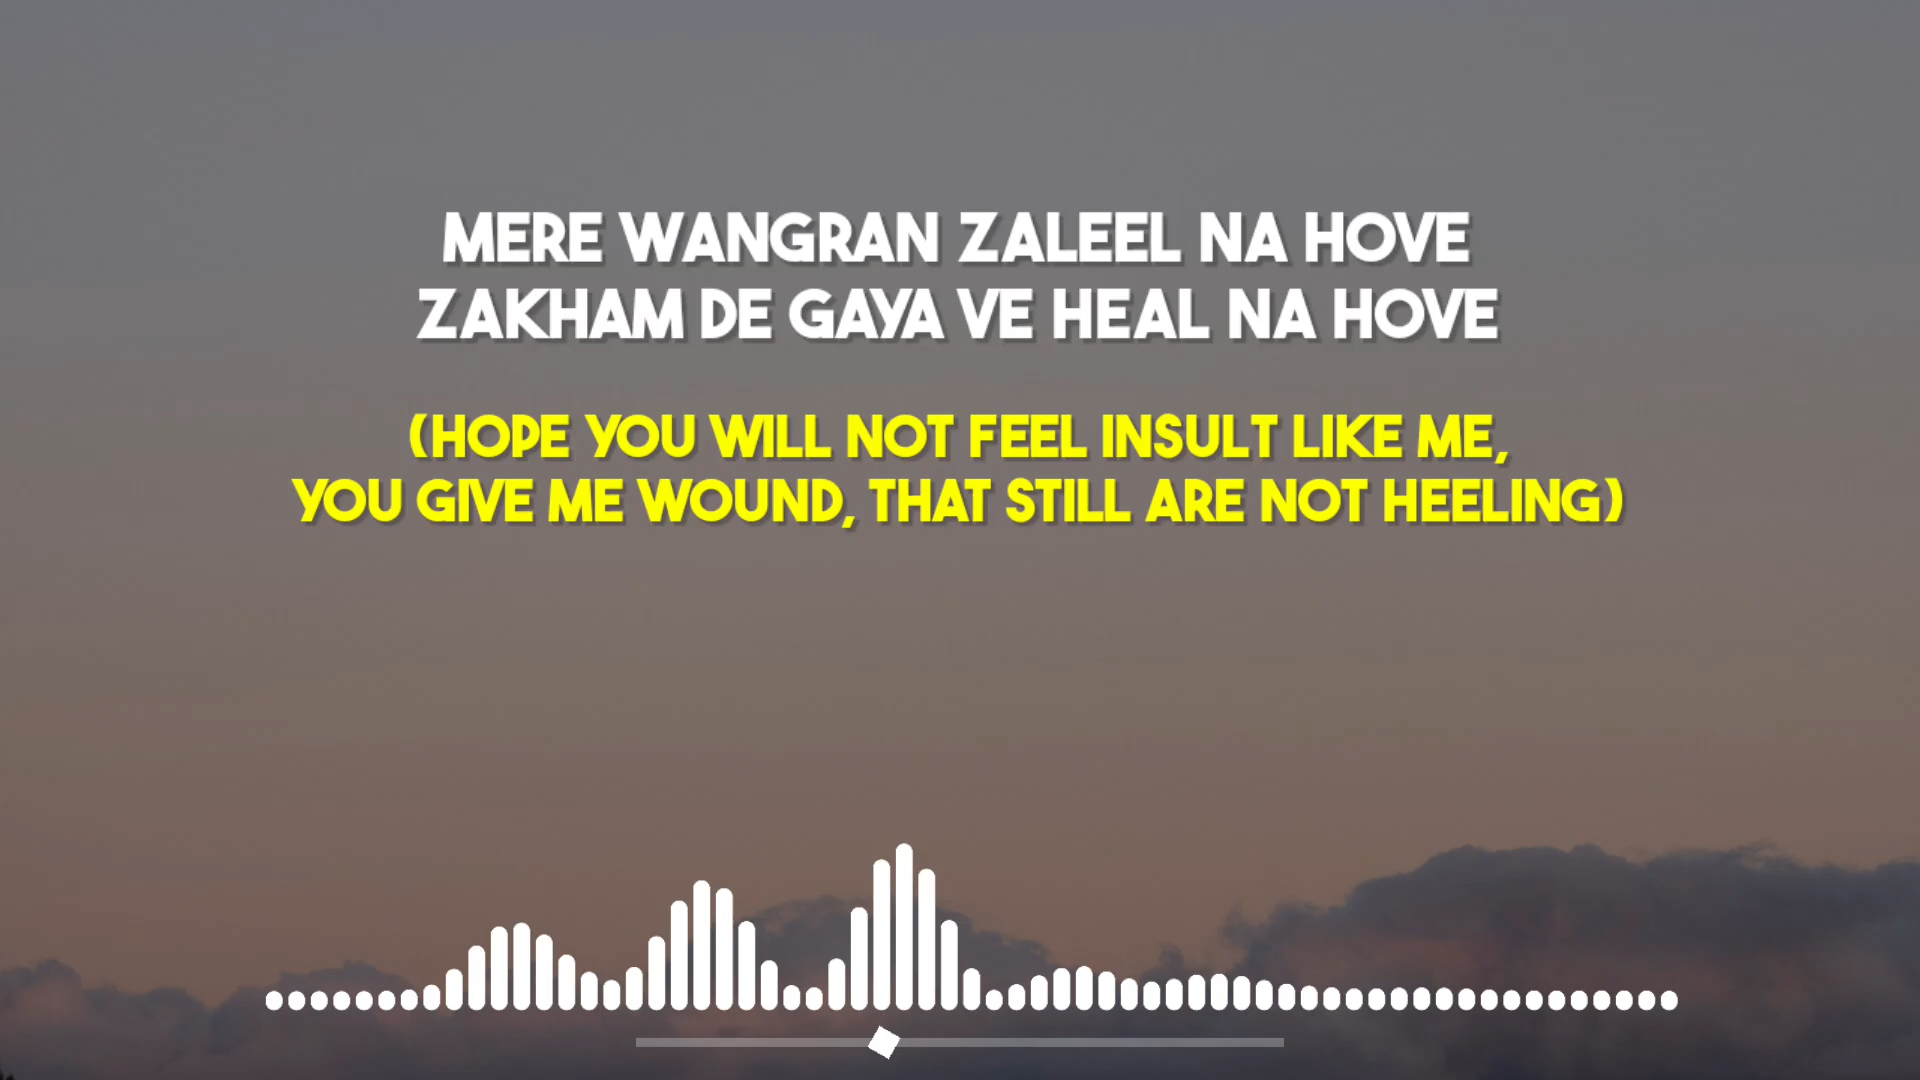 MERE WANGRAN ZALEEL NA HOVE
ZAKHAM DE GAYA VE HEAL NA HOVE
(HOPE YOU WILL NOT FEEL INSULT LIKE ME,
YOU GIVE ME WOUND, THAT STILL ARE NOT HEELING)